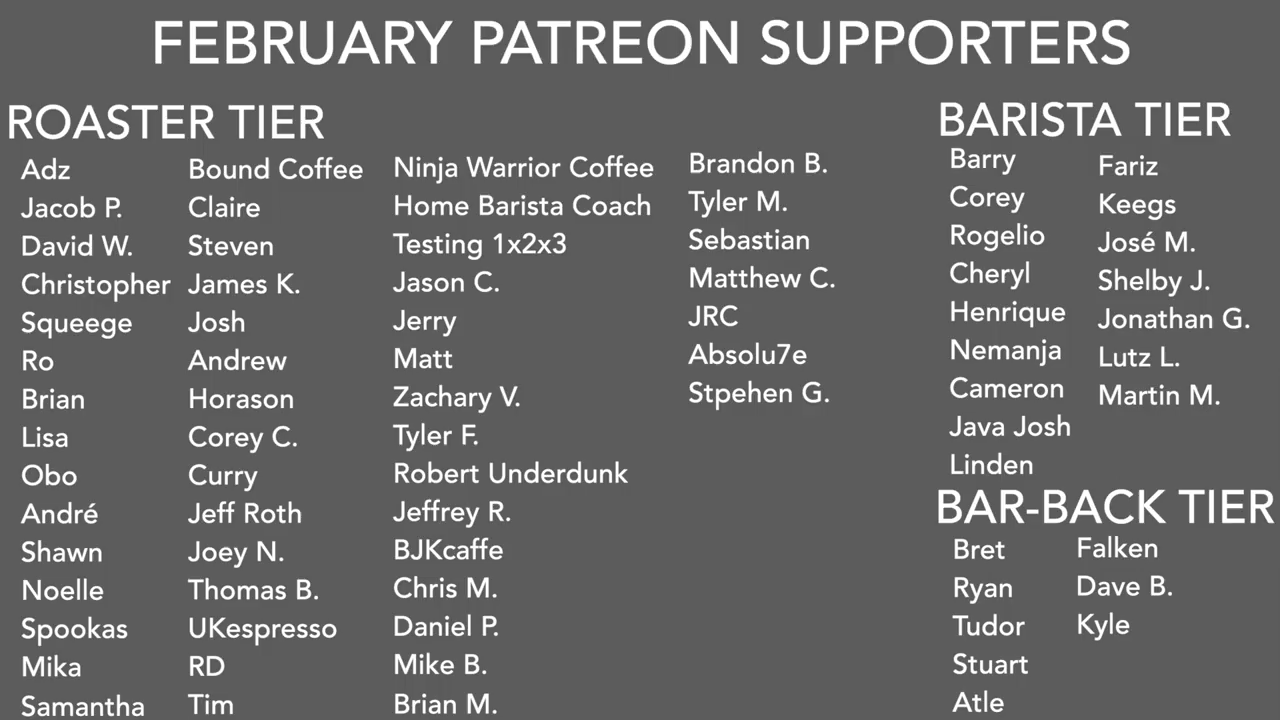 FEBRUARY PATREON SUPPORTERS
ROASTER TIER
Adz
Jacob P.
David W.
Christopher
Squeege
Ro
Brian
Lisa
Obo
André
Shawn
Noelle
Spookas
Mika
Samantha
Bound Coffee
Claire
Steven
James K.
Josh
Andrew
Horason
Corey C.
Curry
Jeff Roth
Joey N.
Thomas B.
UKespresso
RD
Tim
Ninja Warrior Coffee
Home Barista Coach
Testing 1x2x3
Jason C.
Jerry
Matt
Zachary V.
Tyler F.
Robert Underdunk
Jeffrey R.
BJKcaffe
Chris M.
Daniel P.
Mike B.
Brian M.
Brandon B.
Tyler M.
Sebastian
Matthew C.
JRC
Absolu7e
Stpehen G.
BARISTA TIER
Barry
Corey
Rogelio
Cheryl
Henrique
Nemanja
Cameron
Java Josh
Linden
Fariz
Keegs
José M.
Shelby J.
Jonathan G.
Lutz L.
Martin M.
BAR-BACK TIER
Bret
Ryan
Tudor
Stuart
Atle
Falken
Dave B.
Kyle